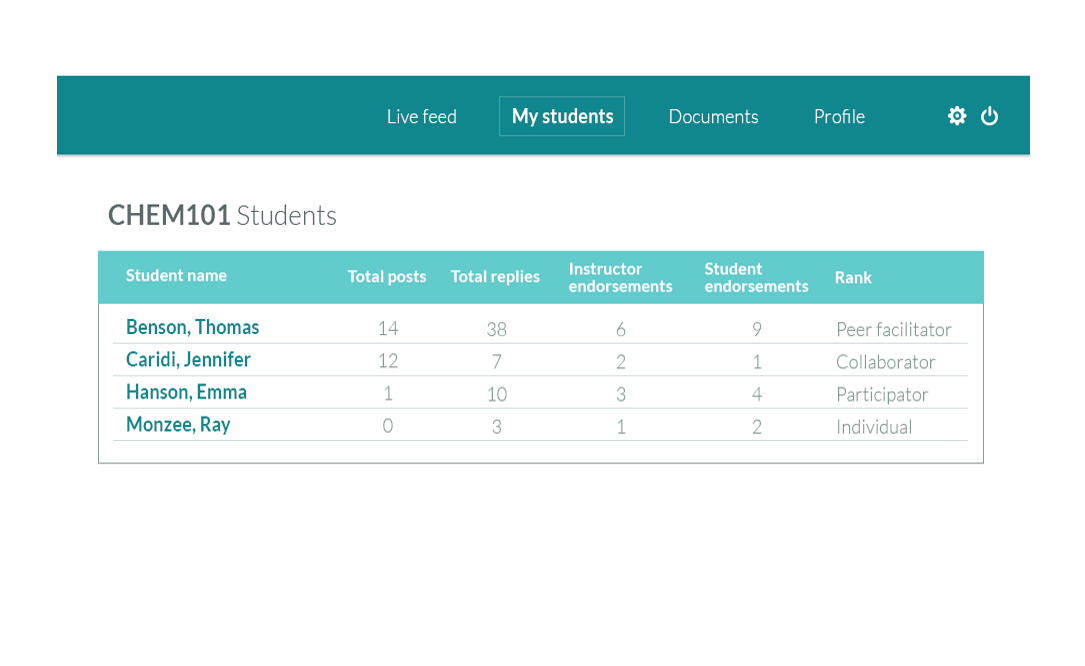 Live feed My students Documents Profile
CHEM101 Students
Student name Total posts Total replies Instructor endorsements Student endorsements Rank
Benson, Thomas 14 38 6 9 Peer facilitator
Caridi, Jennifer 12 7 2 1 Collaborator
Hanson, Emma 1 10 3 4 Participator
Monzee, Ray 0 3 1 2 Individual